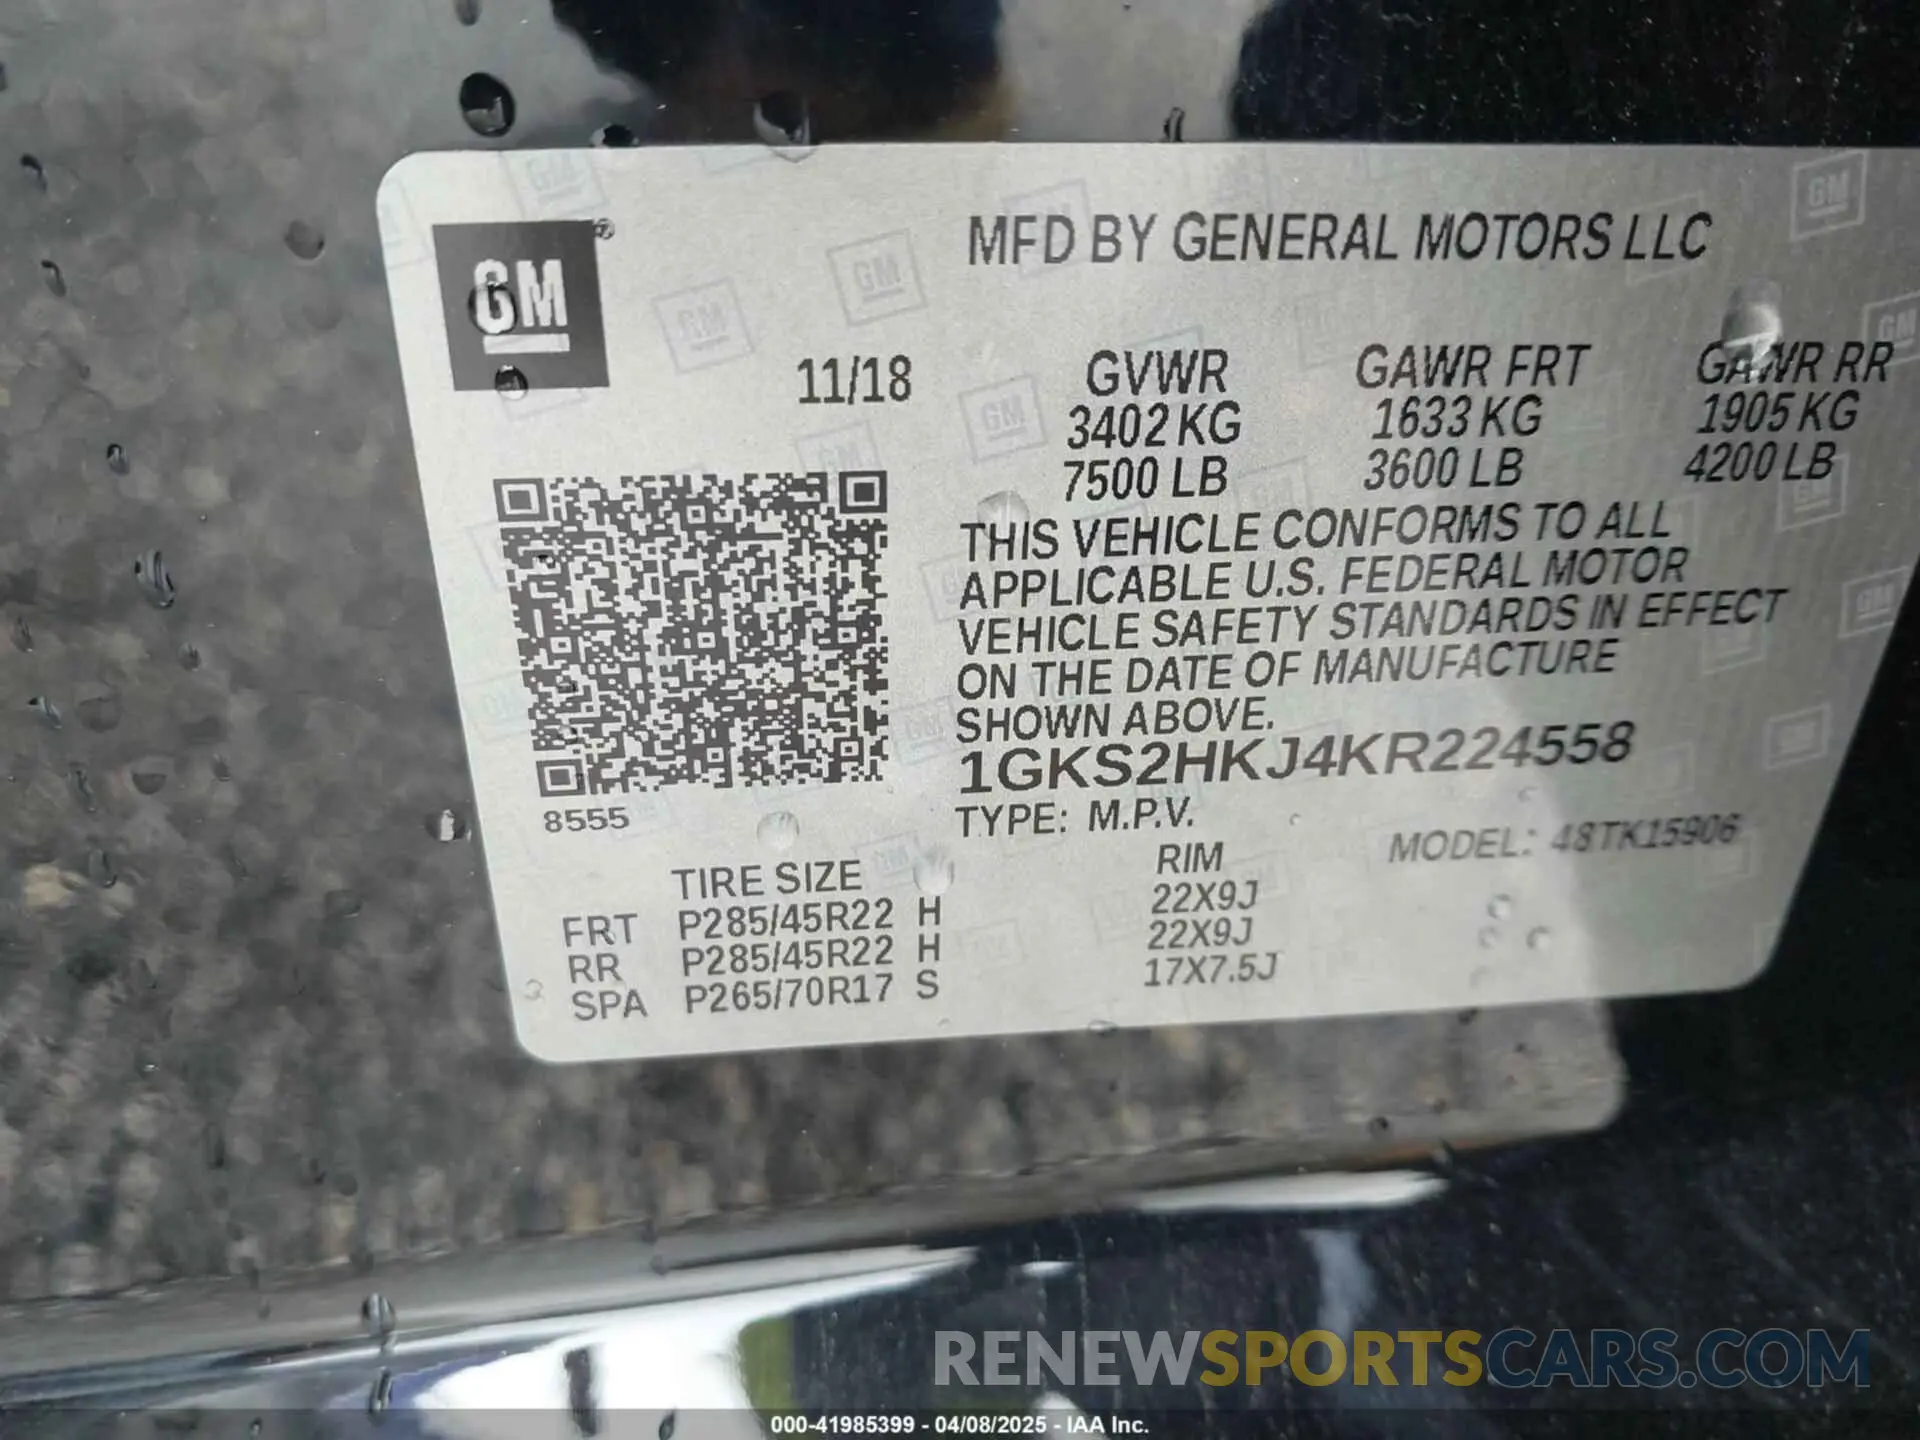 GM
MFD BY GENERAL MOTORS LLC
11/18
GVWR GAWR FRT GAWR RR
3402 KG 1633 KG 1905 KG
7500 LB 3600 LB 4200 LB
THIS VEHICLE CONFORMS TO ALL
APPLICABLE U.S. FEDERAL MOTOR
VEHICLE SAFETY STANDARDS IN EFFECT
ON THE DATE OF MANUFACTURE
SHOWN ABOVE.
1GKS2HKJ4KR224558
8555
TYPE: M.P.V.
MODEL: 48TK15906
TIRE SIZE RIM
FRT P285/45R22 H 22X9J
RR P285/45R22 H 22X9J
SPA P265/70R17 S 17X7.5J
RENEWSPORTSCARS.COM
000-41985399 - 04/08/2025 - IAA Inc.